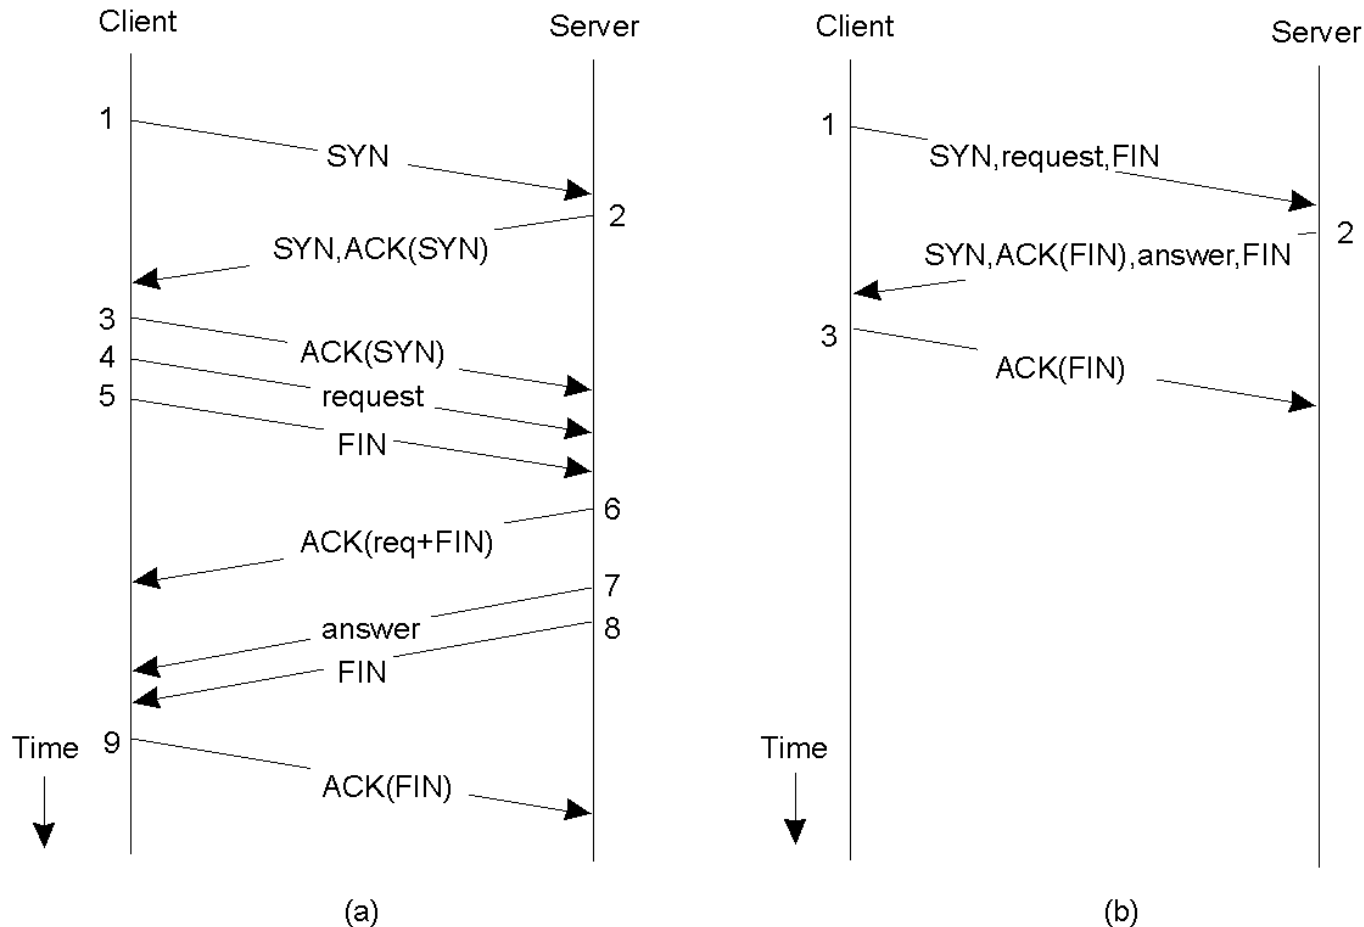 Client
Server
1
SYN
2
SYN,ACK(SYN)
3
ACK(SYN)
4
request
5
FIN
6
ACK(req+FIN)
7
answer
8
FIN
Time
9
ACK(FIN)
(a)
Client
Server
1
SYN,request,FIN
2
SYN,ACK(FIN),answer,FIN
3
ACK(FIN)
Time
(b)